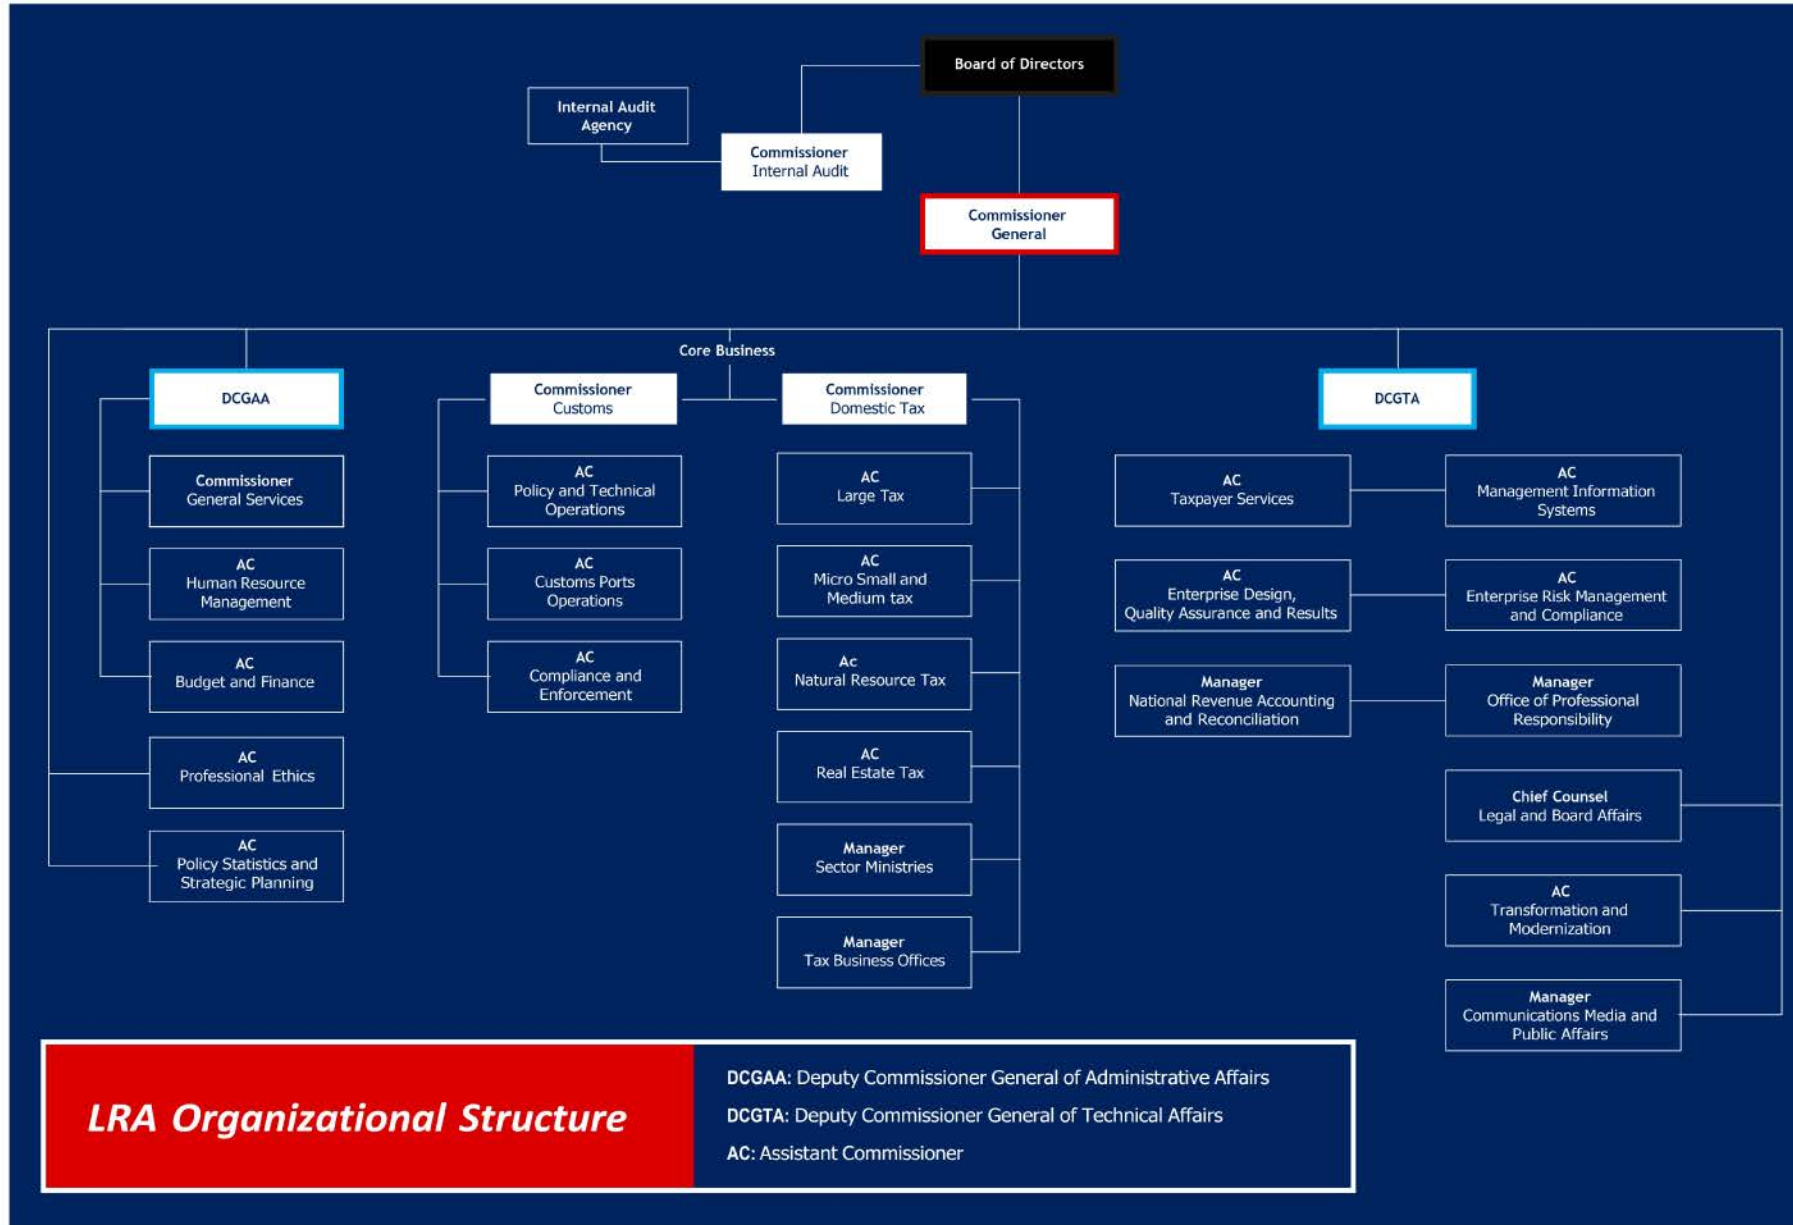 Board of Directors
Internal Audit
Agency
Commissioner
Internal Audit
Commissioner
General
Core Business
DCGAA
Commissioner
General Services
AC
Human Resource
Management
AC
Budget and Finance
AC
Professional Ethics
AC
Policy Statistics and
Strategic Planning
Commissioner
Customs
AC
Policy and Technical
Operations
AC
Customs Ports
Operations
AC
Compliance and
Enforcement
Commissioner
Domestic Tax
AC
Large Tax
AC
Micro Small and
Medium tax
Ac
Natural Resource Tax
AC
Real Estate Tax
Manager
Sector Ministries
Manager
Tax Business Offices
DCGTA
AC
Taxpayer Services
AC
Management Information
Systems
AC
Enterprise Design,
Quality Assurance and Results
AC
Enterprise Risk Management
and Compliance
Manager
National Revenue Accounting
and Reconciliation
Manager
Office of Professional
Responsibility
Chief Counsel
Legal and Board Affairs
AC
Transformation and
Modernization
Manager
Communications Media and
Public Affairs
LRA Organizational Structure
DCGAA: Deputy Commissioner General of Administrative Affairs
DCGTA: Deputy Commissioner General of Technical Affairs
AC: Assistant Commissioner